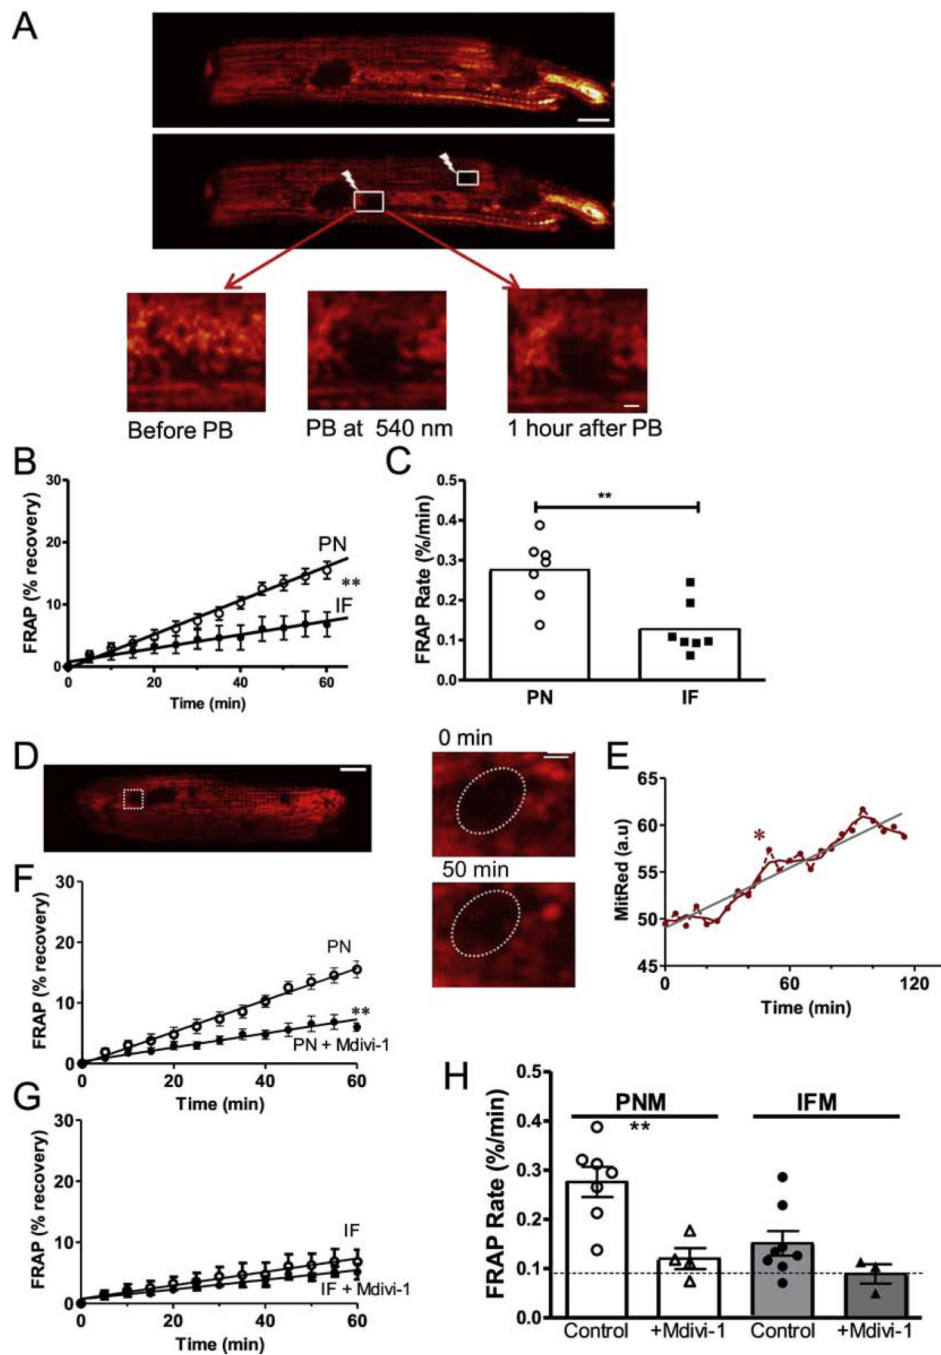 A
Before PB
PB at 540 nm
1 hour after PB
B
FRAP (% recovery)
30
20
10
0
PN
**
IF
0
20
40
60
Time (min)
C
FRAP Rate (%/min)
0.5
0.4
0.3
0.2
0.1
0.0
**
PN
IF
D
0 min
50 min
E
MitRed (a.u)
65
60
55
50
45
*
0
60
120
Time (min)
F
FRAP (% recovery)
30
20
10
0
PN
**
PN + Mdivi-1
0
20
40
60
Time (min)
G
FRAP (% recovery)
30
20
10
0
IF
IF + Mdivi-1
0
20
40
60
Time (min)
H
FRAP Rate (%/min)
0.5
0.4
0.3
0.2
0.1
0.0
PNM
**
IFM
Control
+Mdivi-1
Control
+Mdivi-1